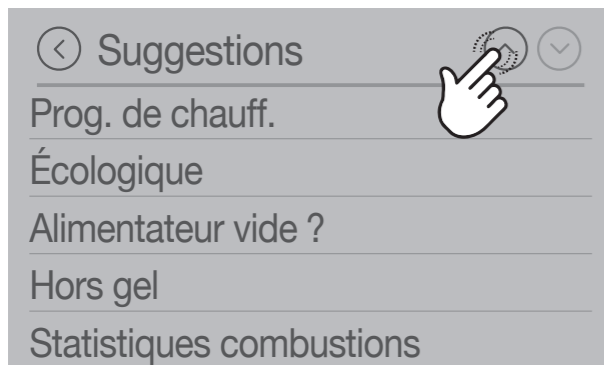 Suggestions
Prog. de chauff.
Écologique
Alimentateur vide ?
Hors gel
Statistiques combustions